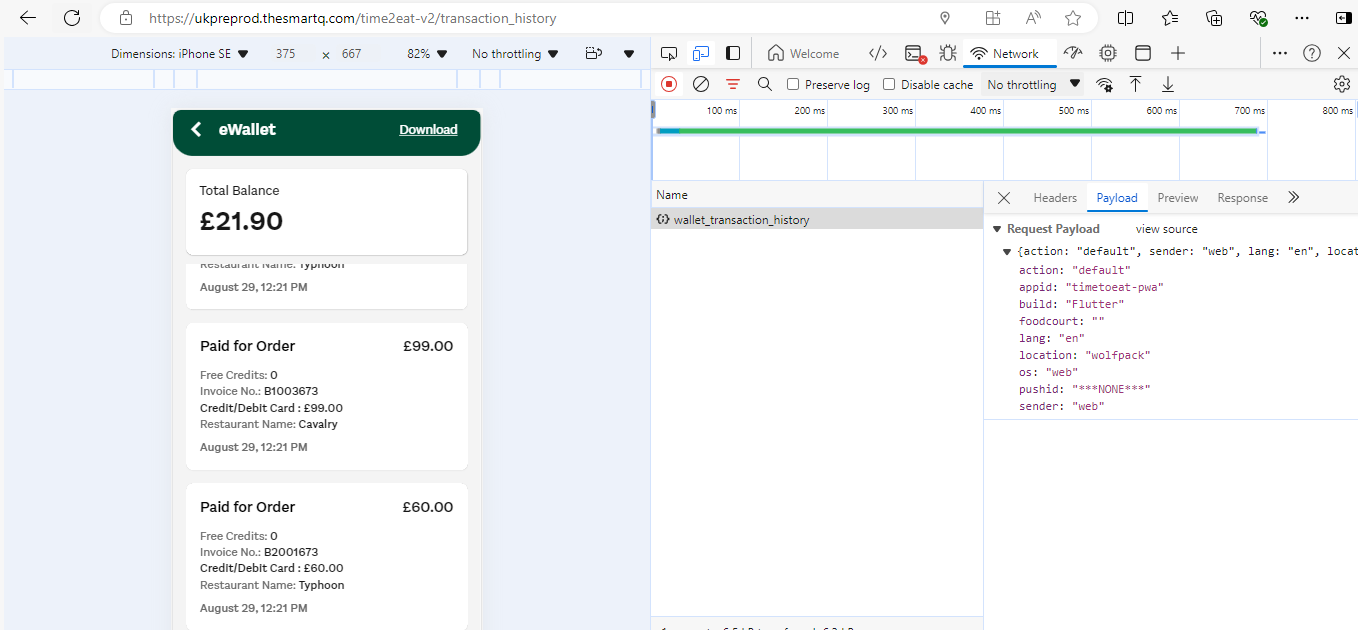 https://ukpreprod.thesmartq.com/time2eat-v2/transaction_history
Dimensions: iPhone SE 375 × 667 82% No throttling
Welcome Network
Preserve log Disable cache No throttling
100 ms 200 ms 300 ms 400 ms 500 ms 600 ms 700 ms 800 ms
eWallet Download
Total Balance
£21.90
Restaurant Name: Typhoon
August 29, 12:21 PM
Paid for Order £99.00
Free Credits: 0
Invoice No.: B1003673
Credit/Debit Card : £99.00
Restaurant Name: Cavalry
August 29, 12:21 PM
Paid for Order £60.00
Free Credits: 0
Invoice No.: B2001673
Credit/Debit Card : £60.00
Restaurant Name: Typhoon
August 29, 12:21 PM
Name
wallet_transaction_history
Headers Payload Preview Response
Request Payload view source
{action: "default", sender: "web", lang: "en", locat
action: "default"
appid: "timetoeat-pwa"
build: "Flutter"
foodcourt: ""
lang: "en"
location: "wolfpack"
os: "web"
pushid: "***NONE***"
sender: "web"